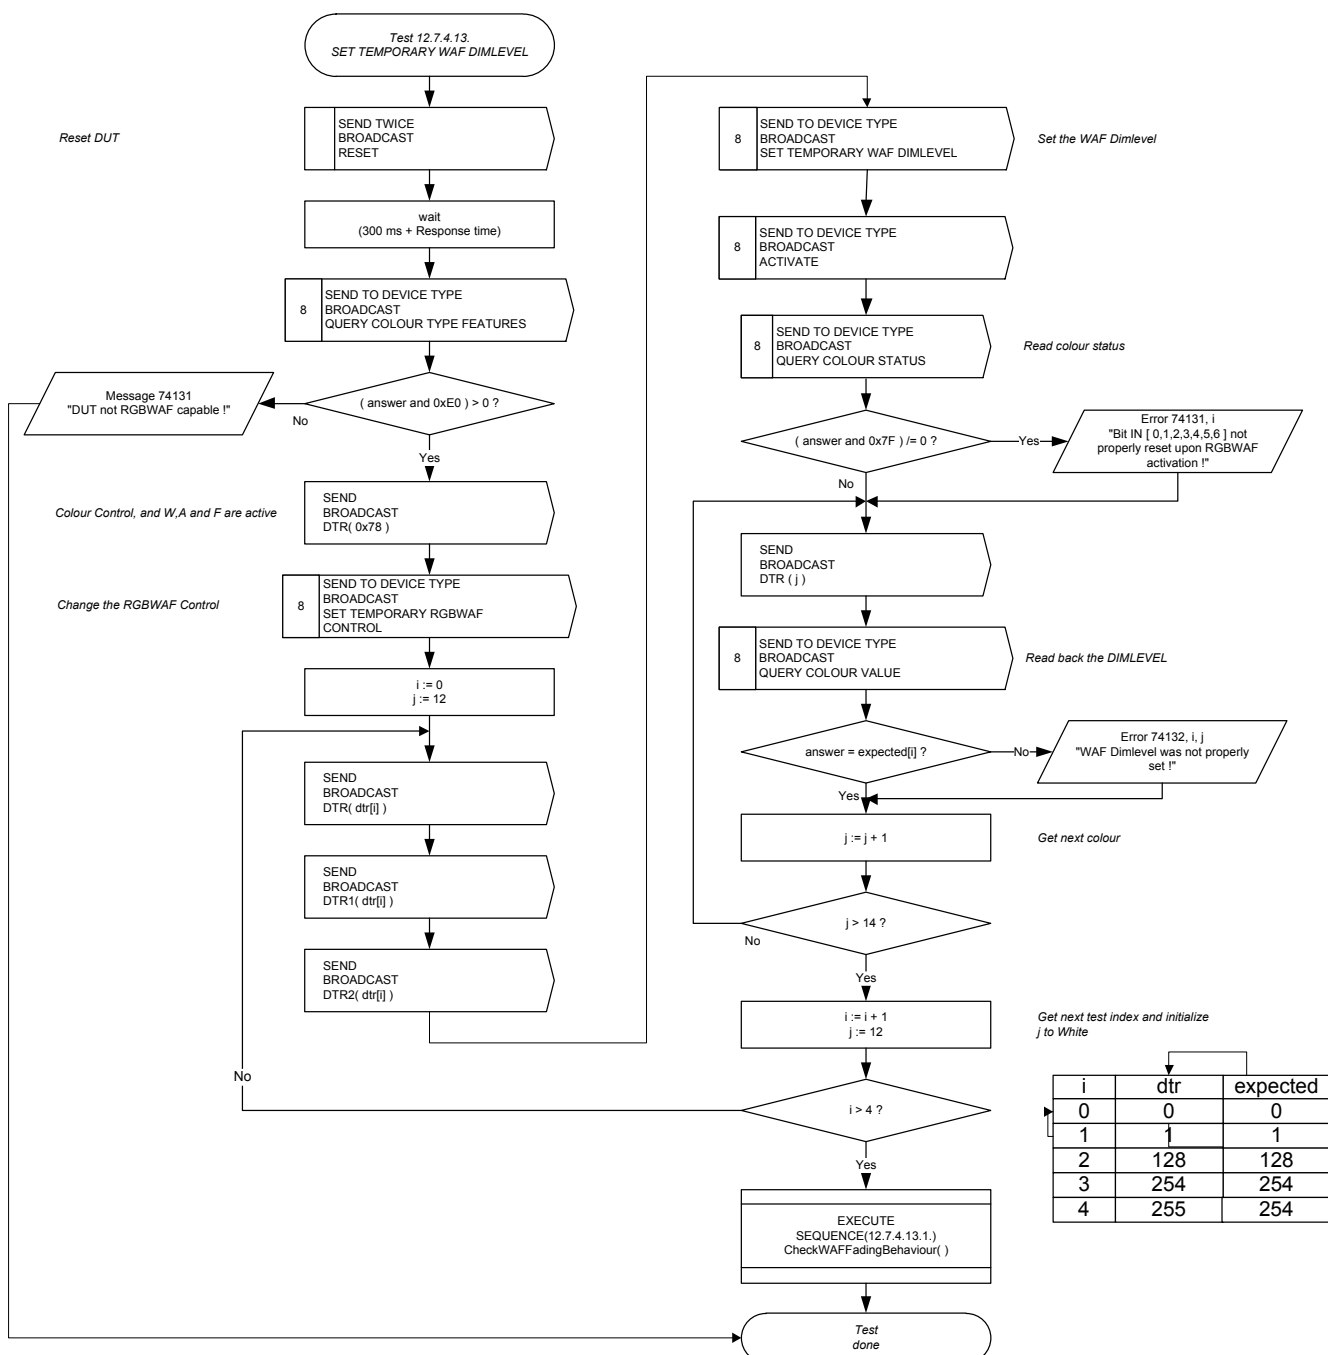 Test 12.7.4.13.
SET TEMPORARY WAF DIMLEVEL
Reset DUT
SEND TWICE
BROADCAST
RESET
wait
(300 ms + Response time)
8
SEND TO DEVICE TYPE
BROADCAST
QUERY COLOUR TYPE FEATURES
( answer and 0xE0 ) > 0 ?
No
Message 74131
"DUT not RGBWAF capable !"
Yes
Colour Control, and W,A and F are active
SEND
BROADCAST
DTR( 0x78 )
Change the RGBWAF Control
8
SEND TO DEVICE TYPE
BROADCAST
SET TEMPORARY RGBWAF
CONTROL
i := 0
j := 12
SEND
BROADCAST
DTR( dtr[i] )
SEND
BROADCAST
DTR1( dtr[i] )
SEND
BROADCAST
DTR2( dtr[i] )
8
SEND TO DEVICE TYPE
BROADCAST
SET TEMPORARY WAF DIMLEVEL
Set the WAF Dimlevel
8
SEND TO DEVICE TYPE
BROADCAST
ACTIVATE
8
SEND TO DEVICE TYPE
BROADCAST
QUERY COLOUR STATUS
Read colour status
( answer and 0x7F ) /= 0 ?
Yes
Error 74131, i
"Bit IN [ 0,1,2,3,4,5,6 ] not
properly reset upon RGBWAF
activation !"
No
SEND
BROADCAST
DTR ( j )
8
SEND TO DEVICE TYPE
BROADCAST
QUERY COLOUR VALUE
Read back the DIMLEVEL
answer = expected[i] ?
No
Error 74132, i, j
"WAF Dimlevel was not properly
set !"
Yes
j := j + 1
Get next colour
j > 14 ?
No
Yes
i := i + 1
j := 12
Get next test index and initialize
j to White
i > 4 ?
No
Yes
EXECUTE
SEQUENCE(12.7.4.13.1.)
CheckWAFFadingBehaviour( )
Test
done
i dtr expected
0 0 0
1 1 1
2 128 128
3 254 254
4 255 254